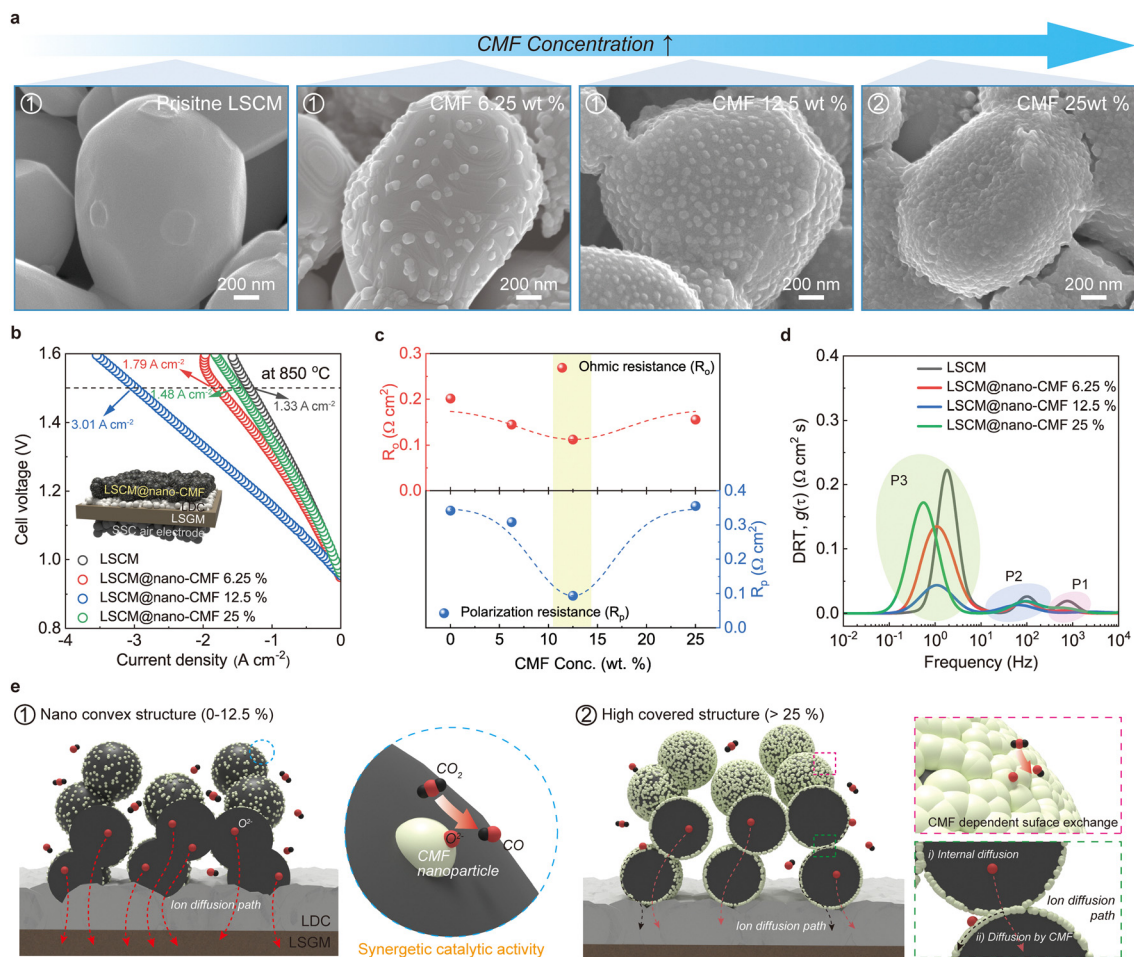 a
CMF Concentration ↑
① Prisitne LSCM
200 nm
① CMF 6.25 wt %
200 nm
① CMF 12.5 wt %
200 nm
② CMF 25wt %
200 nm
b
1.6
1.4
1.2
1.0
0.8
Cell voltage (V)
1.79 A cm-2
at 850 °C
1.48 A cm-2
1.33 A cm-2
3.01 A cm-2
LSCM@nano-CMF
LDC
LSGM
SSC air electrode
LSCM
LSCM@nano-CMF 6.25 %
LSCM@nano-CMF 12.5 %
LSCM@nano-CMF 25 %
-4 -3 -2 -1 0
Current density (A cm-2)
c
0.3
0.2
0.1
0.0
Ro (Ω cm2)
Ohmic resistance (Ro)
0.4
0.3
0.2
0.1
0.0
Rp (Ω cm2)
Polarization resistance (Rp)
0 5 10 15 20 25
CMF Conc. (wt. %)
d
0.4
0.3
0.2
0.1
0.0
DRT, g(τ) (Ω cm2 s)
LSCM
LSCM@nano-CMF 6.25 %
LSCM@nano-CMF 12.5 %
LSCM@nano-CMF 25 %
P3
P2
P1
10-2 10-1 100 101 102 103 104
Frequency (Hz)
e
① Nano convex structure (0-12.5 %)
O2-
Ion diffusion path
LDC
LSGM
CO2
O2-
CO
CMF
nanoparticle
Synergetic catalytic activity
② High covered structure (> 25 %)
Ion diffusion path
CMF dependent suface exchange
i) Internal diffusion
Ion diffusion
path
ii) Diffusion by CMF